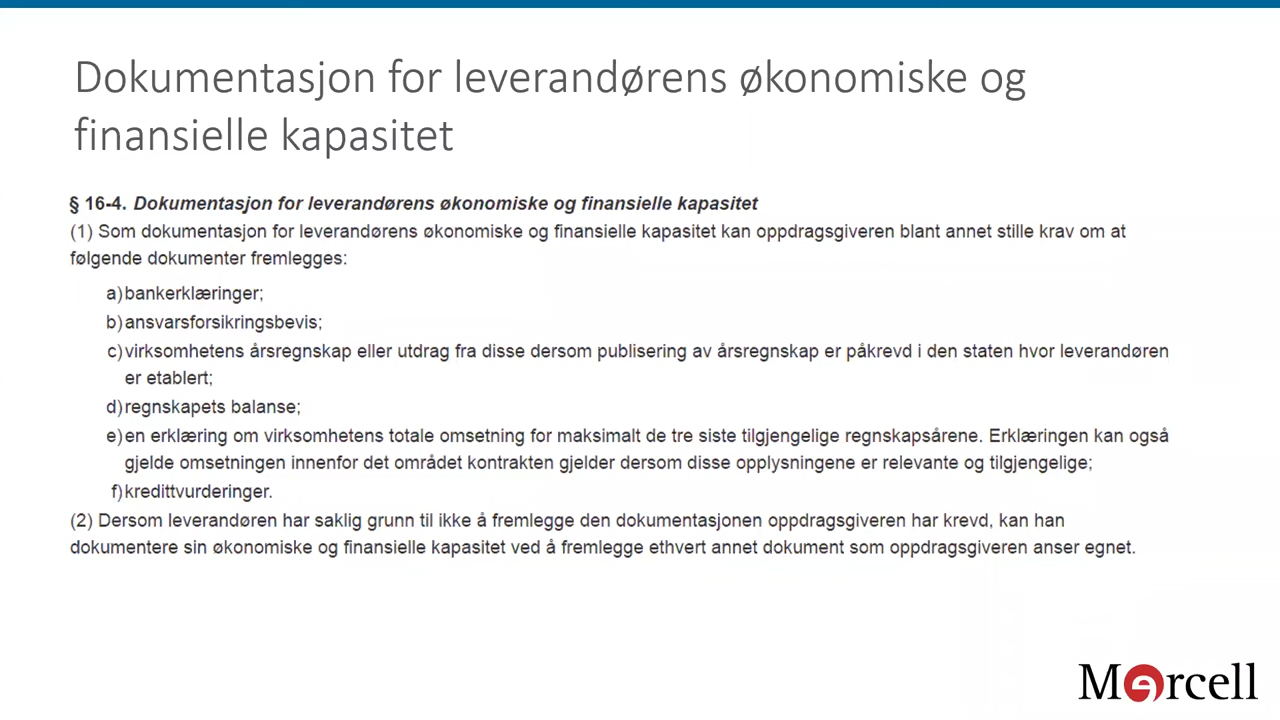 Dokumentasjon for leverandørens økonomiske og
finansielle kapasitet
§ 16-4. Dokumentasjon for leverandørens økonomiske og finansielle kapasitet
(1) Som dokumentasjon for leverandørens økonomiske og finansielle kapasitet kan oppdragsgiveren blant annet stille krav om at
følgende dokumenter fremlegges:
a) bankerklæringer;
b) ansvarsforsikringsbevis;
c) virksomhetens årsregnskap eller utdrag fra disse dersom publisering av årsregnskap er påkrevd i den staten hvor leverandøren
er etablert;
d) regnskapets balanse;
e) en erklæring om virksomhetens totale omsetning for maksimalt de tre siste tilgjengelige regnskapsårene. Erklæringen kan også
gjelde omsetningen innenfor det området kontrakten gjelder dersom disse opplysningene er relevante og tilgjengelige;
f) kredittvurderinger.
(2) Dersom leverandøren har saklig grunn til ikke å fremlegge den dokumentasjonen oppdragsgiveren har krevd, kan han
dokumentere sin økonomiske og finansielle kapasitet ved å fremlegge ethvert annet dokument som oppdragsgiveren anser egnet.
Mercell